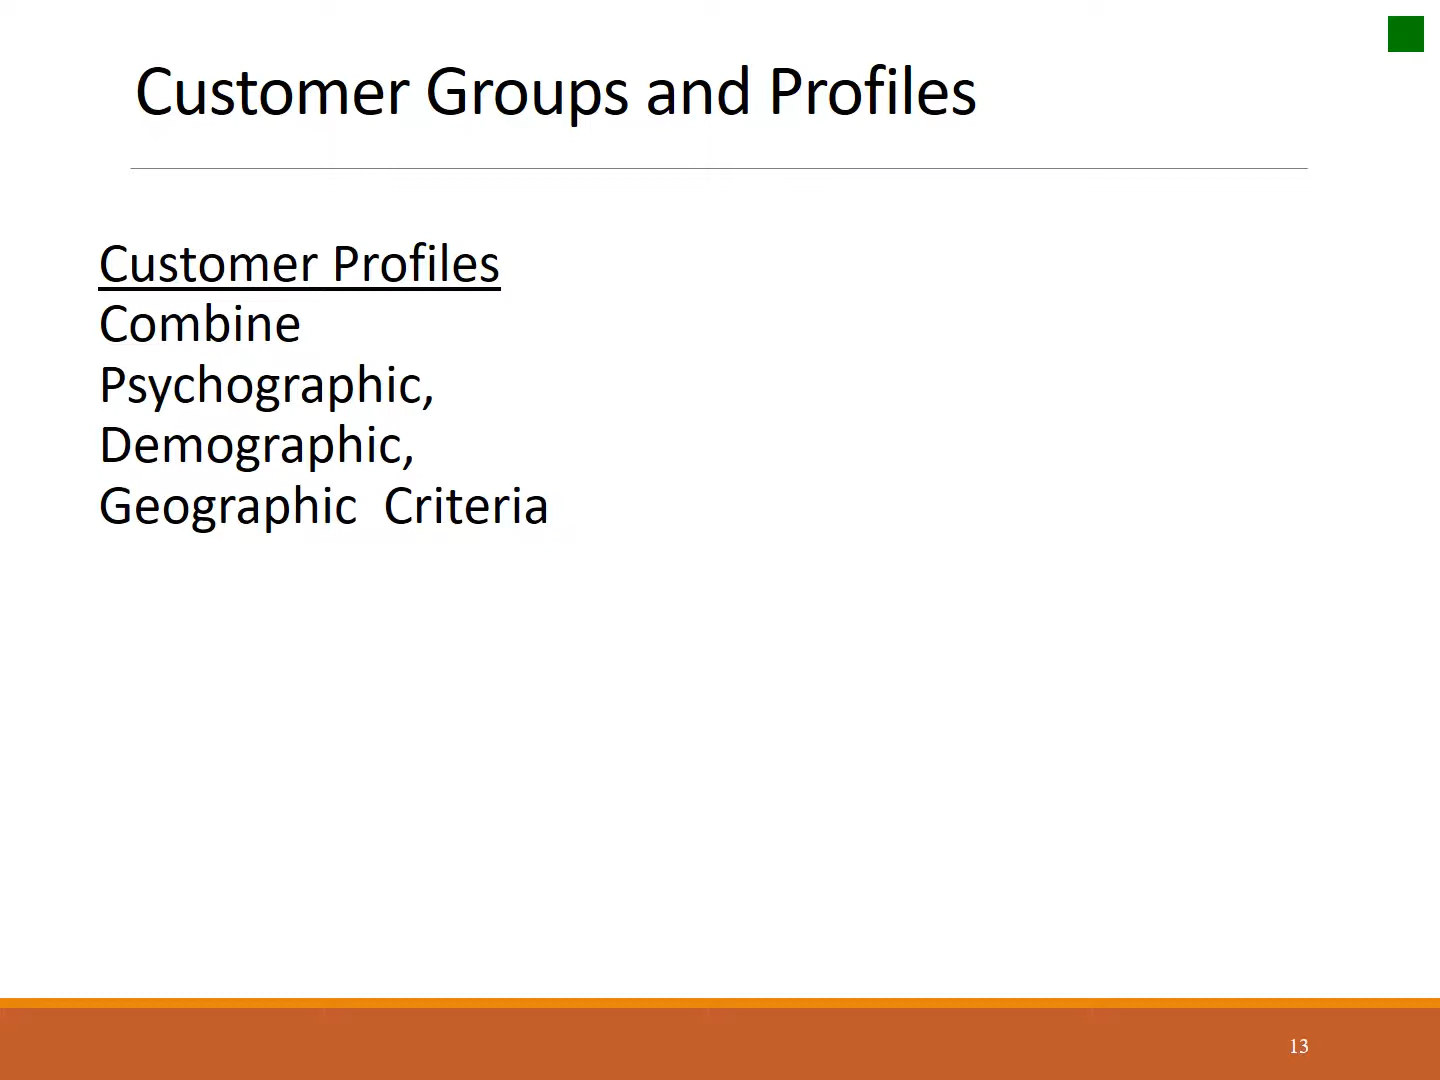 Customer Groups and Profiles
Customer Profiles
Combine
Psychographic,
Demographic,
Geographic  Criteria
13